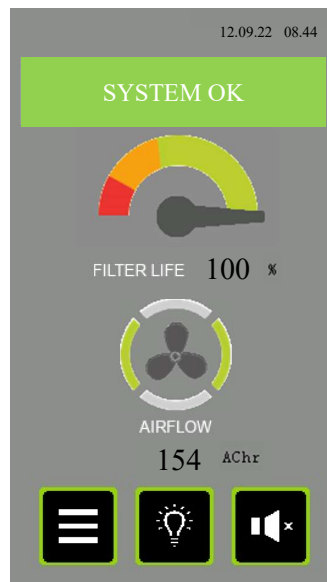 12.09.22 08.44
SYSTEM OK
FILTER LIFE 100 %
AIRFLOW
154 AChr